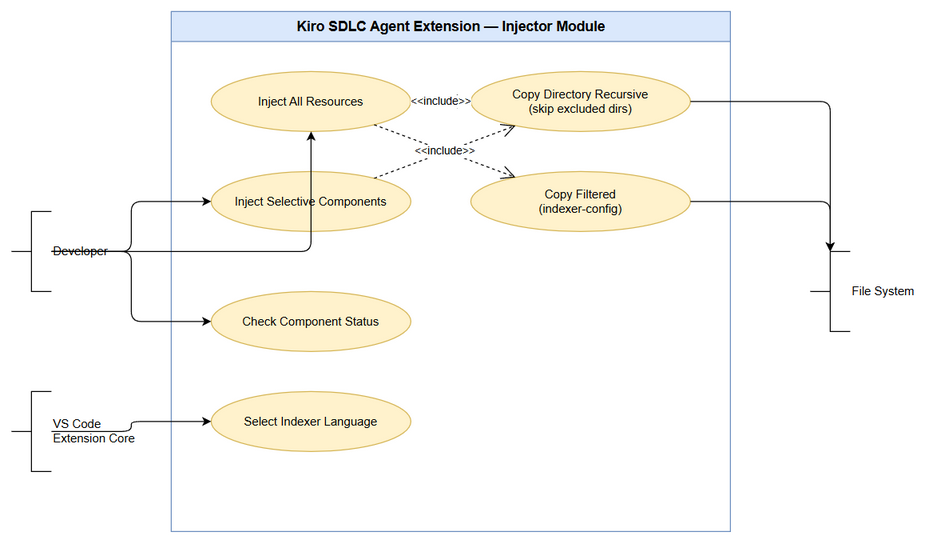 Kiro SDLC Agent Extension — Injector Module
Inject All Resources
<<include>>
Copy Directory Recursive
(skip excluded dirs)
<<include>>
Inject Selective Components
Copy Filtered
(indexer-config)
Developer
File System
Check Component Status
VS Code
Extension Core
Select Indexer Language